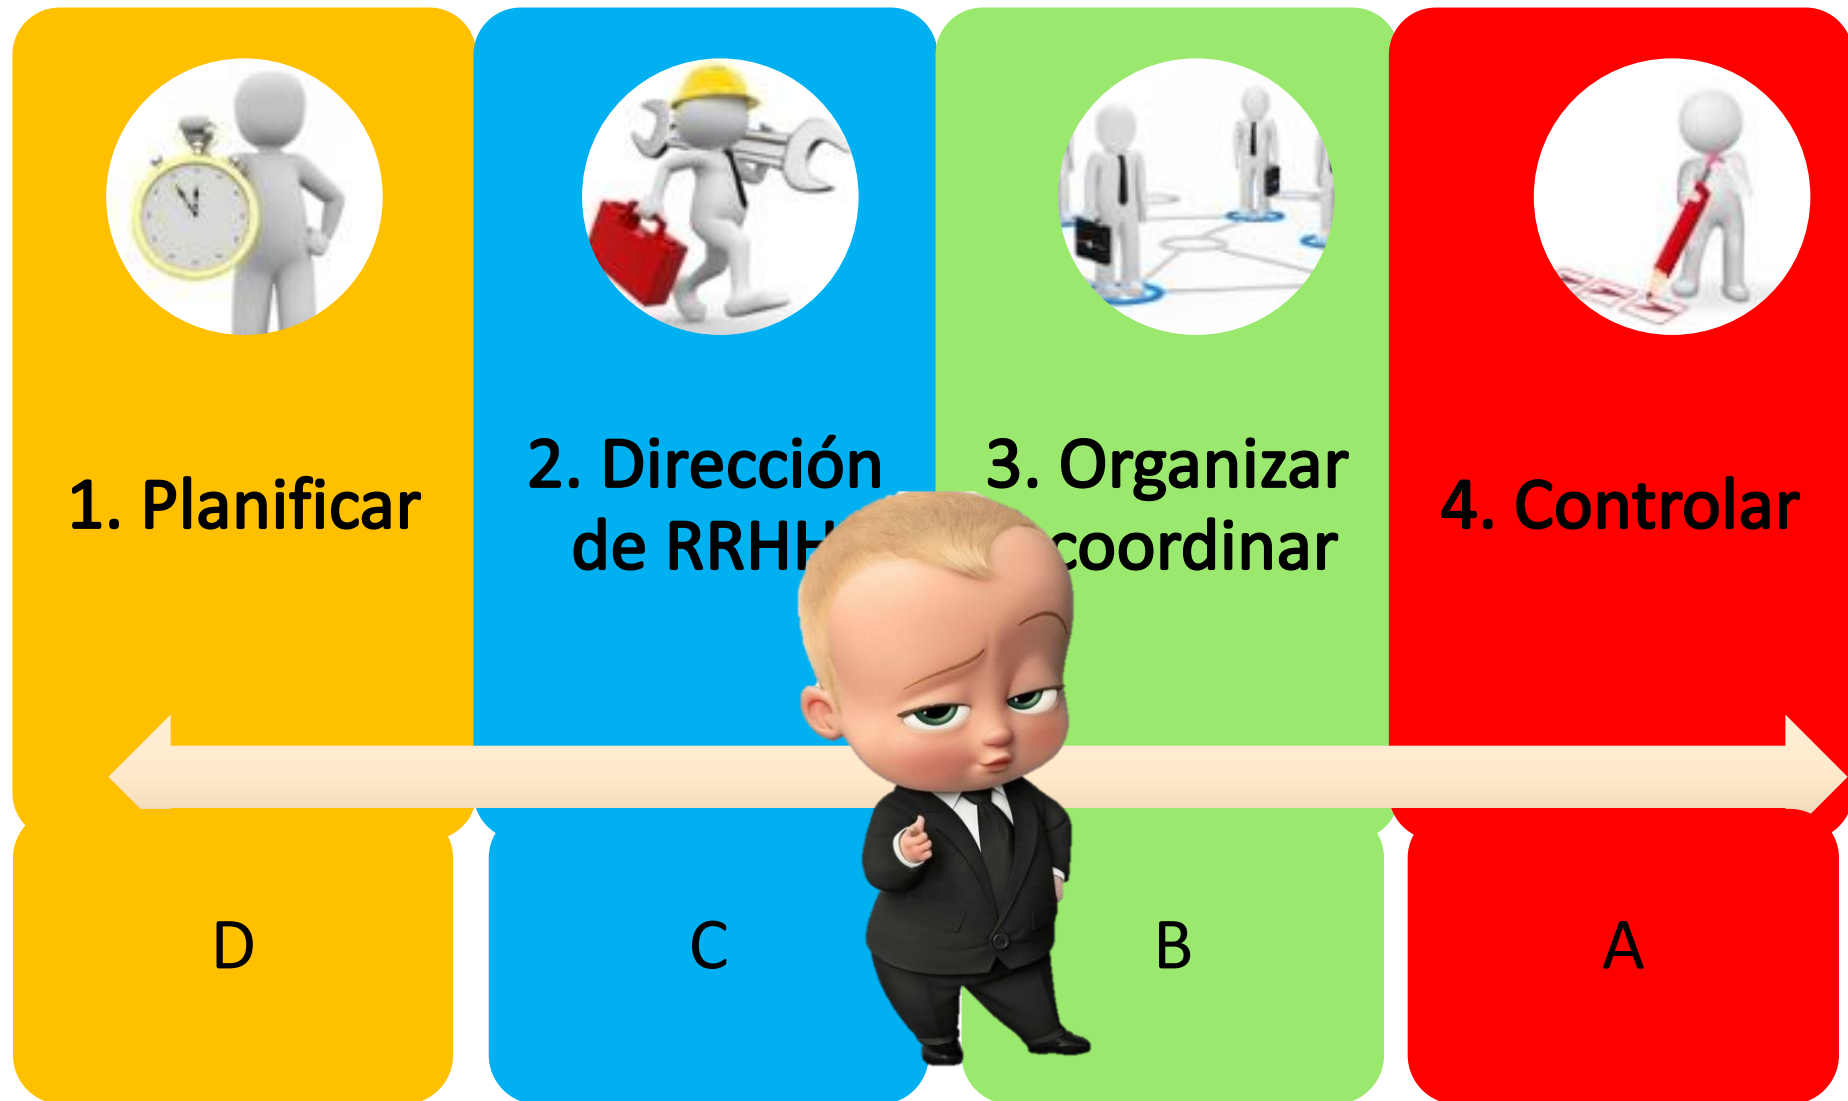 1. Planificar
2. Dirección
de RRHH
3. Organizar
coordinar
4. Controlar
D
C
B
A